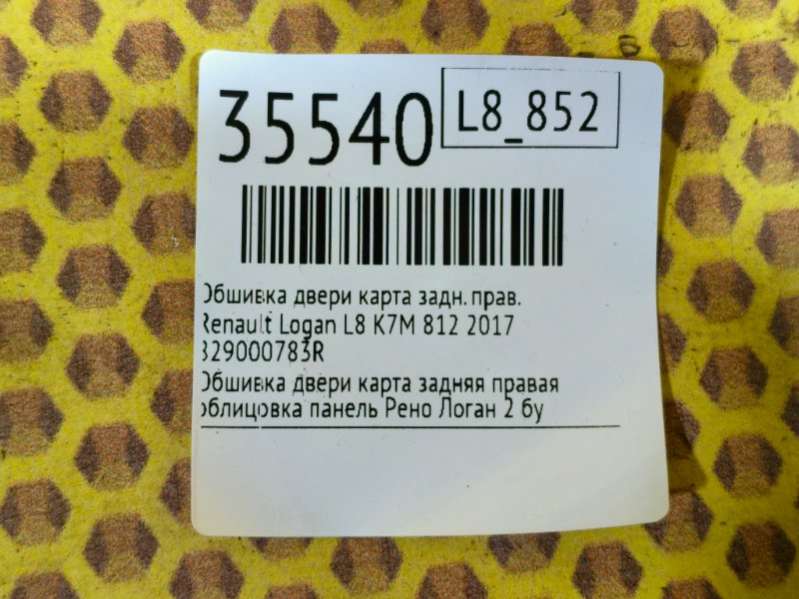 35540
L8_852
Обшивка двери карта задн. прав.
Renault Logan L8 K7M 812 2017
829000783R
Обшивка двери карта задняя правая
облицовка панель Рено Логан 2 бу